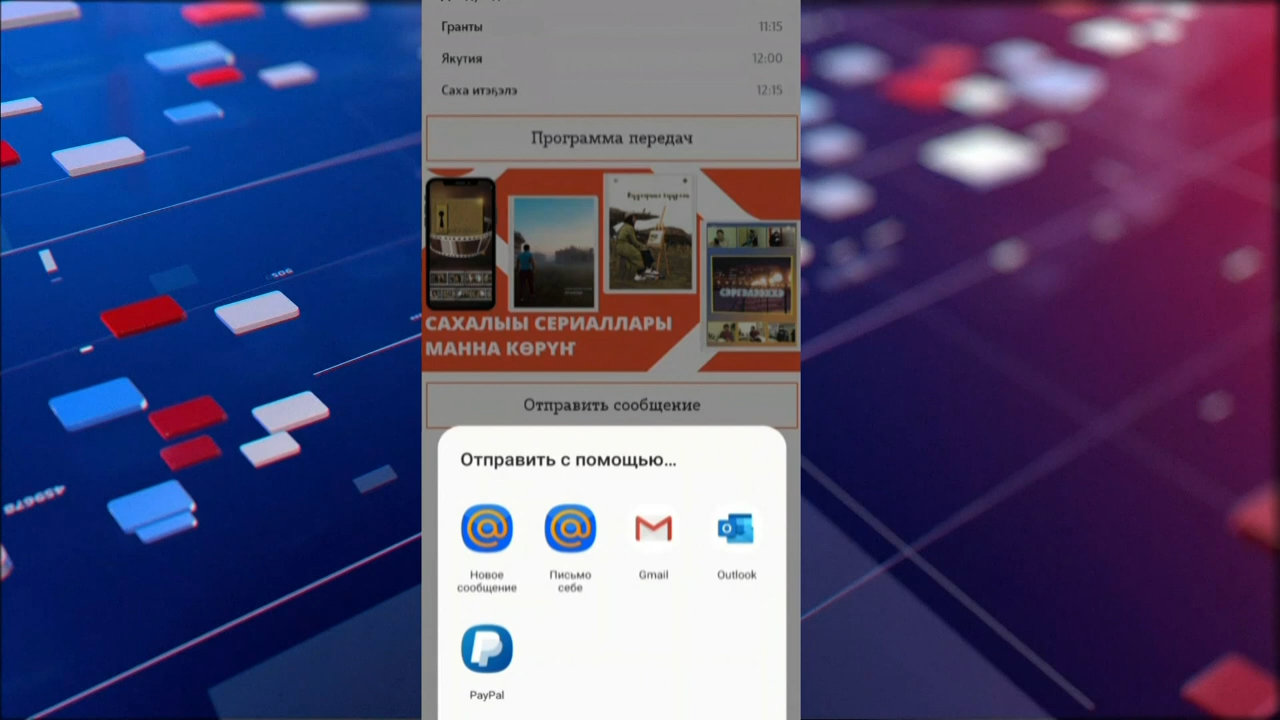 Гранты 11:15
Якутия 12:00
Саха итэҕэлэ 12:15
Программа передач
САХАЛЫЫ СЕРИАЛЛАРЫ
МАННА КӨРҮҤ
Отправить сообщение
Отправить с помощью...
Новое
сообщение
Письмо
себе
Gmail
Outlook
PayPal
459678